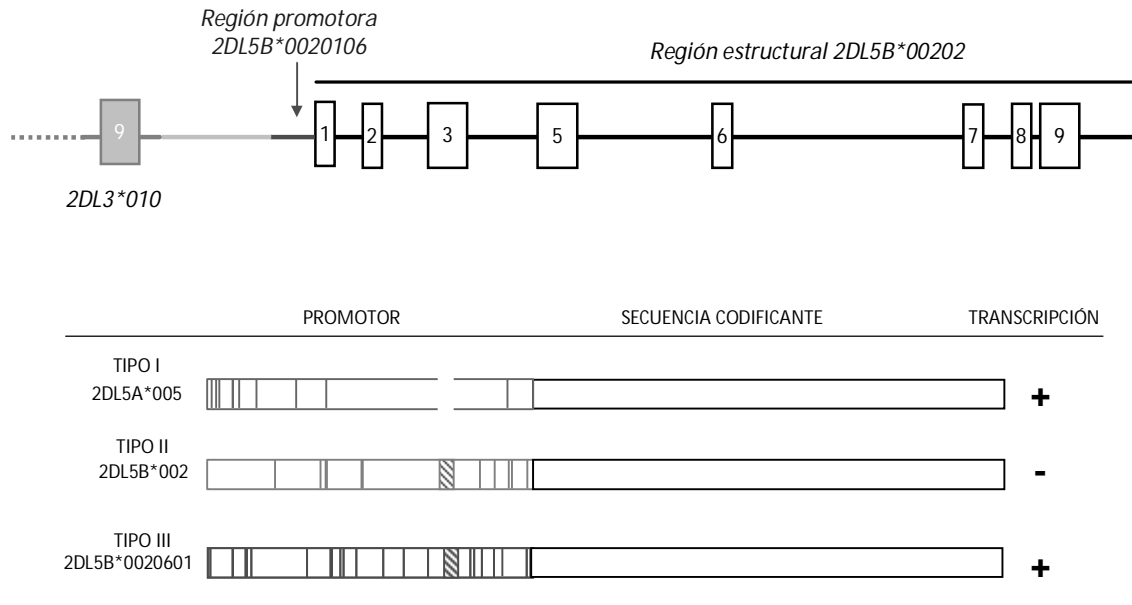 Región promotora
2DL5B*0020106
Región estructural 2DL5B*00202
9
1
2
3
5
6
7
8
9
2DL3*010
PROMOTOR
SECUENCIA CODIFICANTE
TRANSCRIPCIÓN
TIPO I
2DL5A*005
+
TIPO II
2DL5B*002
-
TIPO III
2DL5B*0020601
+